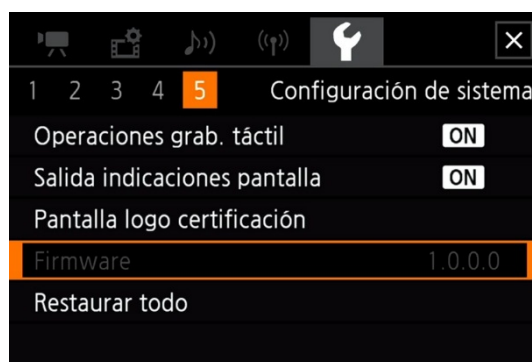 1 2 3 4 5 Configuración de sistema
Operaciones grab. táctil ON
Salida indicaciones pantalla ON
Pantalla logo certificación
Firmware 1.0.0.0
Restaurar todo